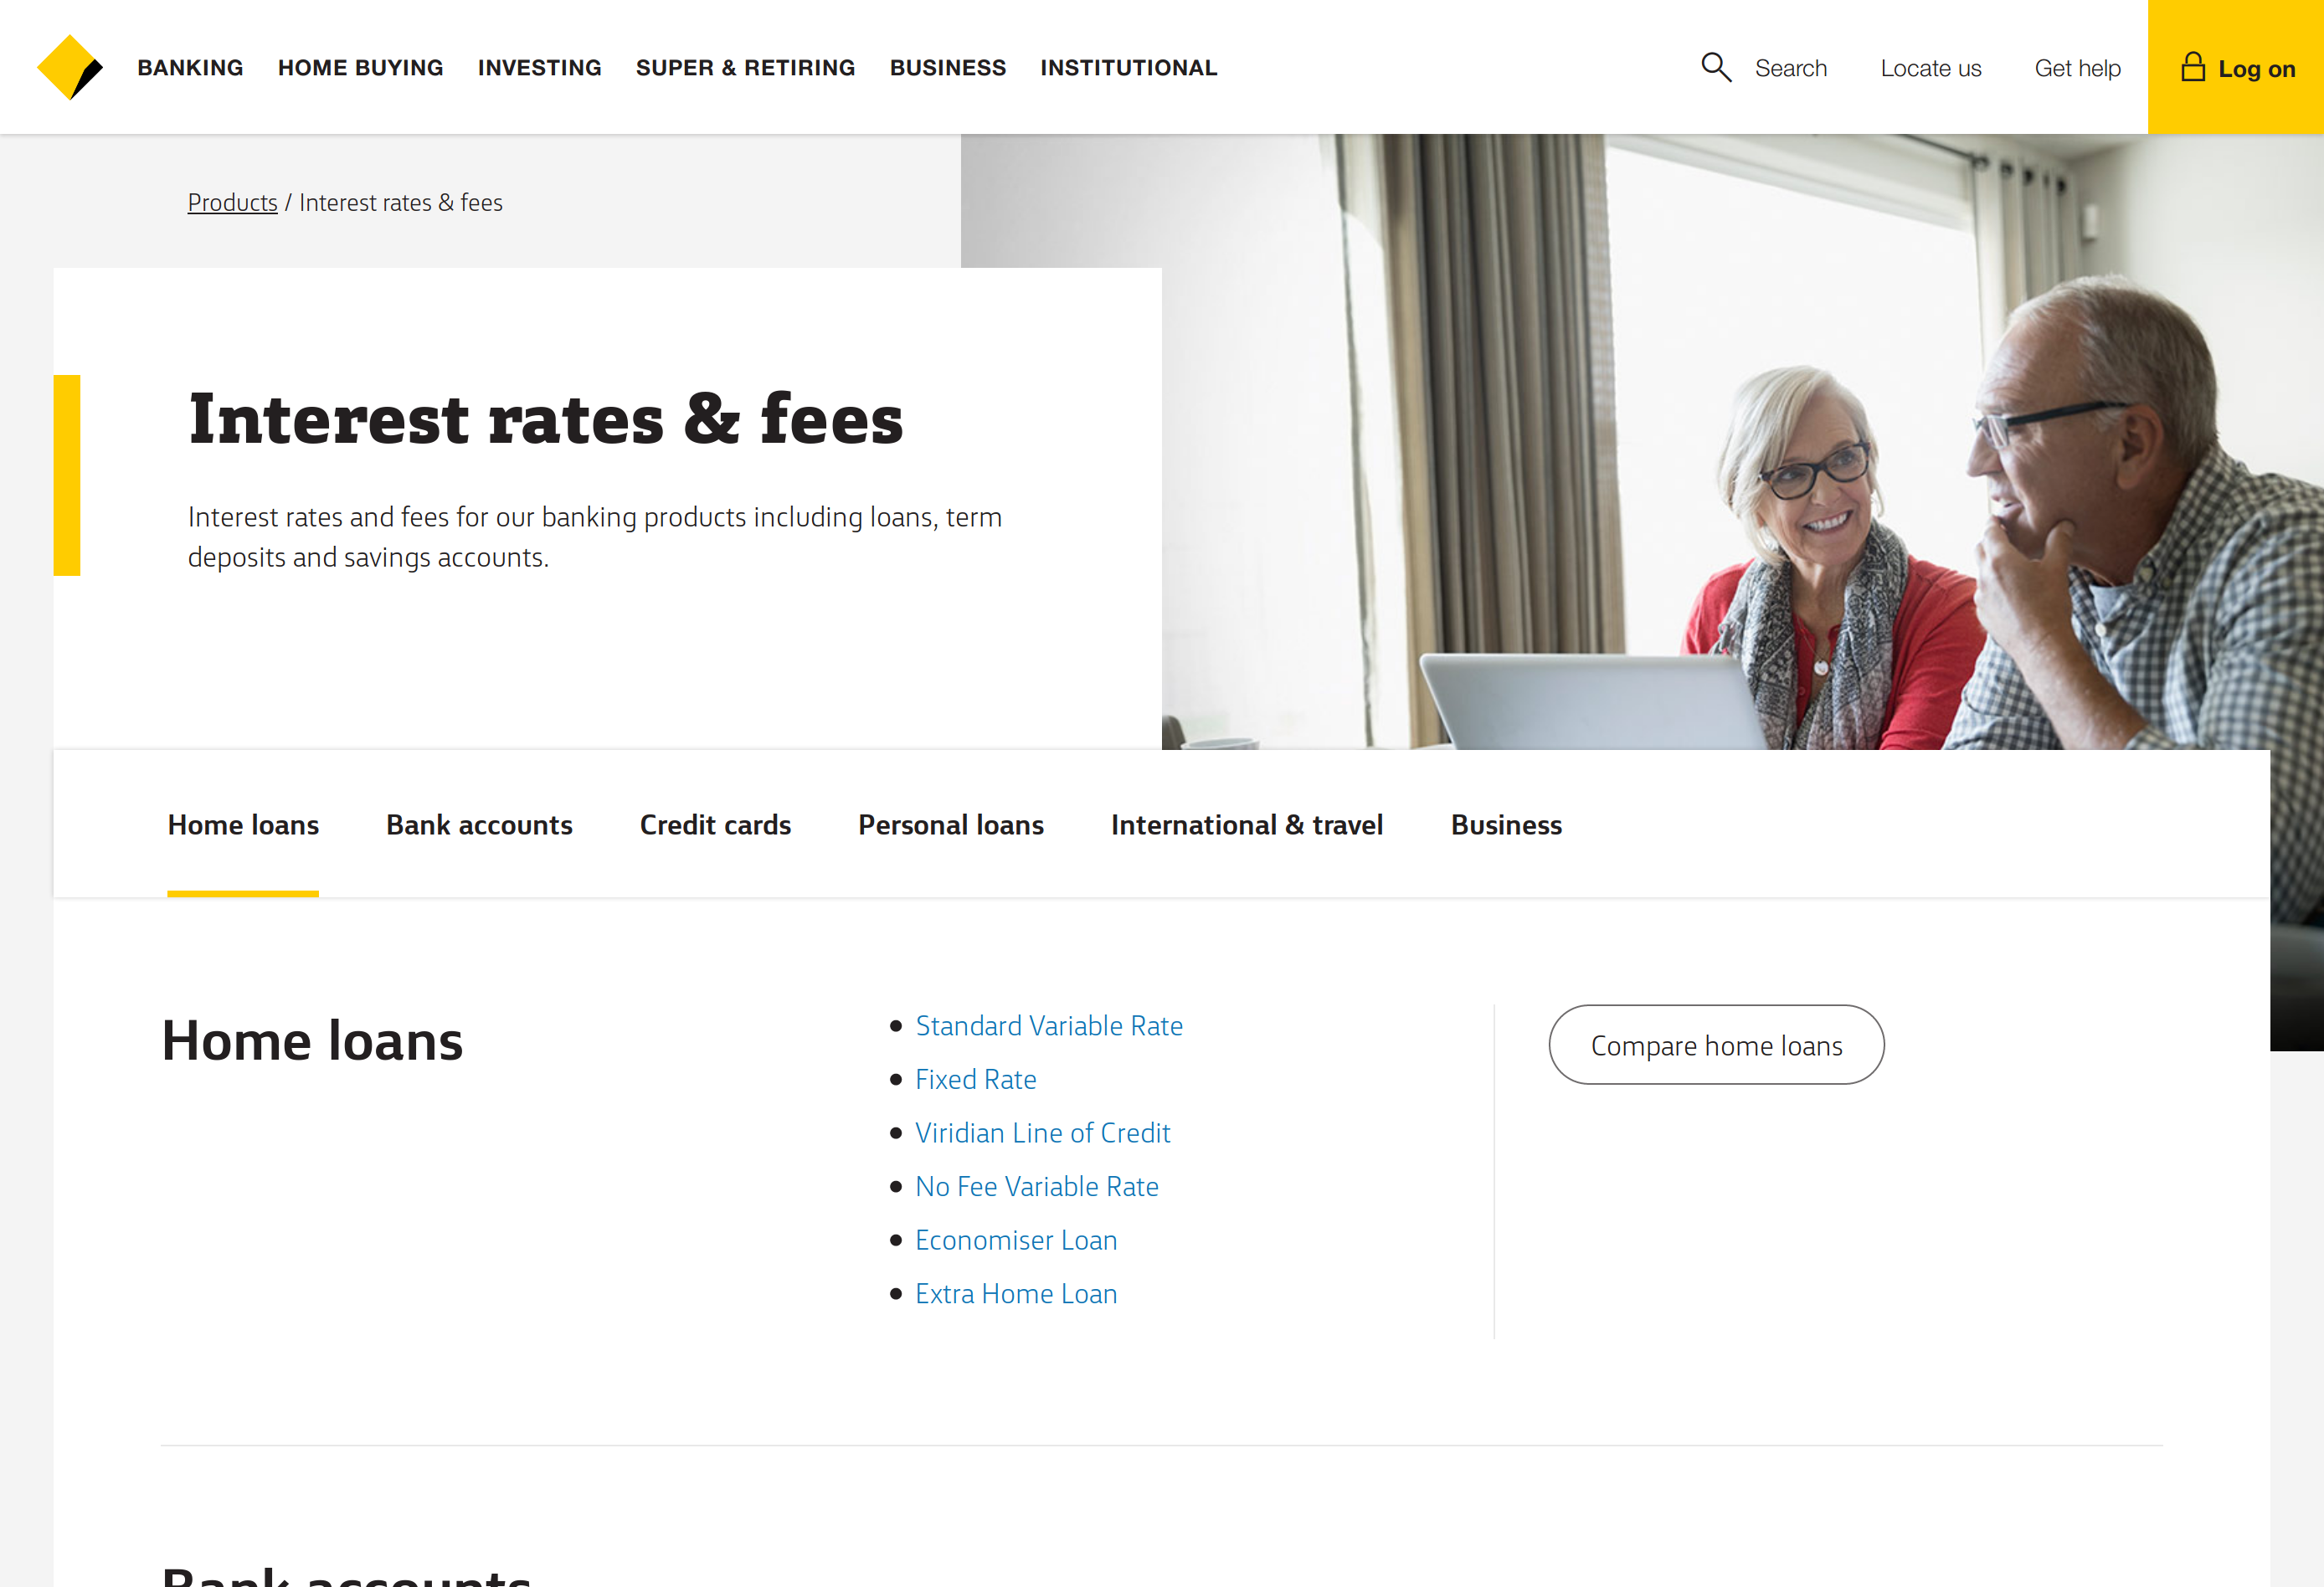 BANKING HOME BUYING INVESTING SUPER & RETIRING BUSINESS INSTITUTIONAL Search Locate us Get help Log on
Products / Interest rates & fees
Interest rates & fees
Interest rates and fees for our banking products including loans, term
deposits and savings accounts.
Home loans Bank accounts Credit cards Personal loans International & travel Business
Home loans
• Standard Variable Rate
• Fixed Rate
• Viridian Line of Credit
• No Fee Variable Rate
• Economiser Loan
• Extra Home Loan
Compare home loans
Bank accounts